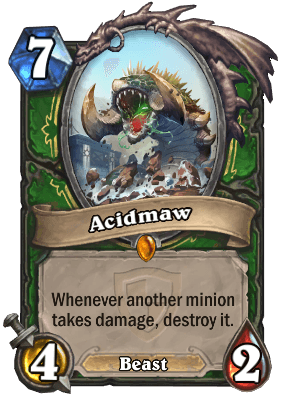 7
Acidmaw
Whenever another minion
takes damage, destroy it.
4
Beast
2